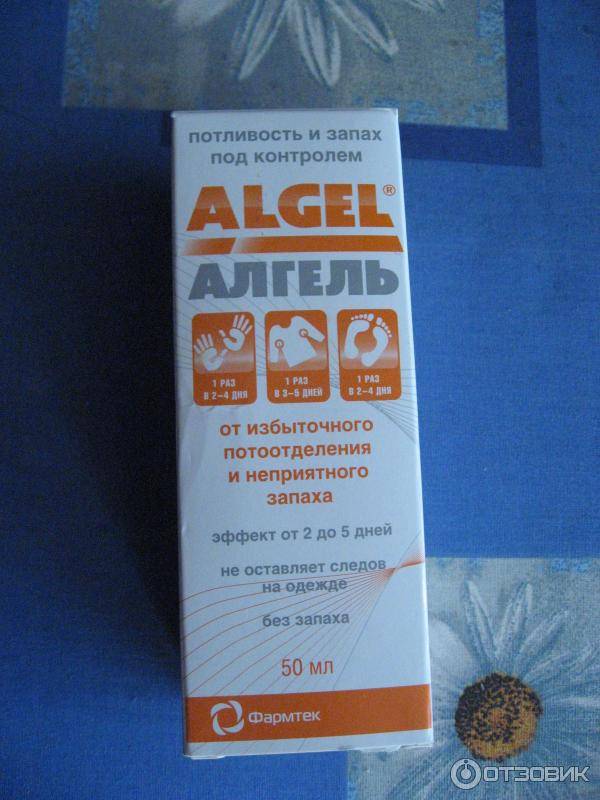 потливость и запах
под контролем
ALGEL®
АЛГЕЛЬ
1 РАЗ
В 2–4 ДНЯ
1 РАЗ
В 3–5 ДНЕЙ
1 РАЗ
В 2–4 ДНЯ
от избыточного
потоотделения
и неприятного
запаха
эффект от 2 до 5 дней
не оставляет следов
на одежде
без запаха
50 мл
Фармтек
ОТЗОВИК